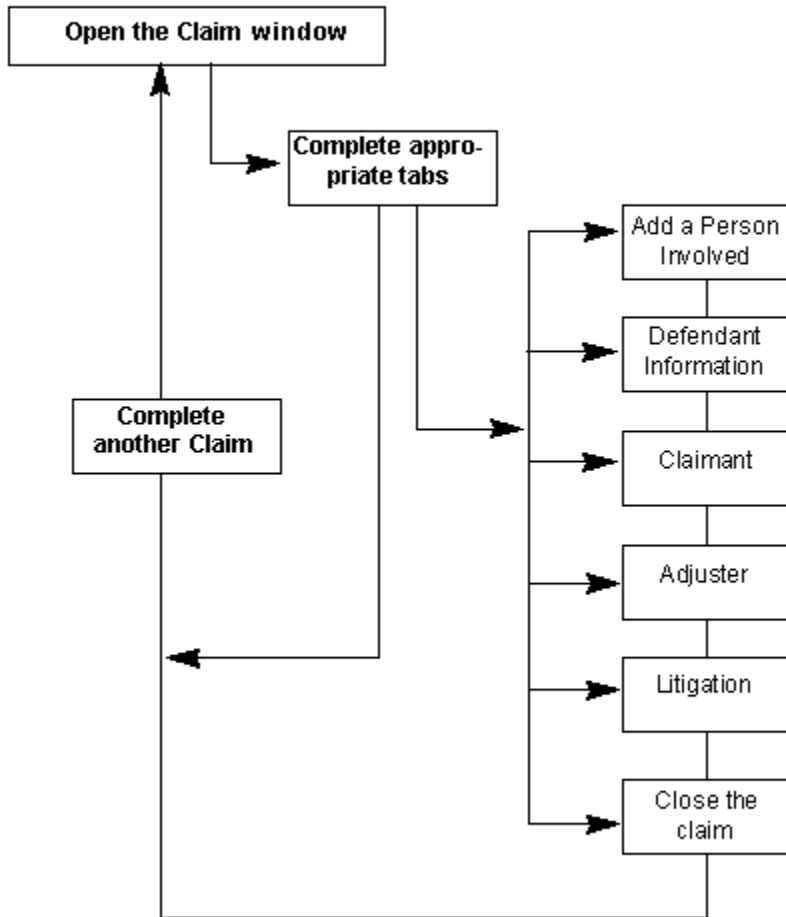 Open the Claim window
Complete appro-
priate tabs
Add a Person
Involved
Defendant
Information
Complete
another Claim
Claimant
Adjuster
Litigation
Close the
claim